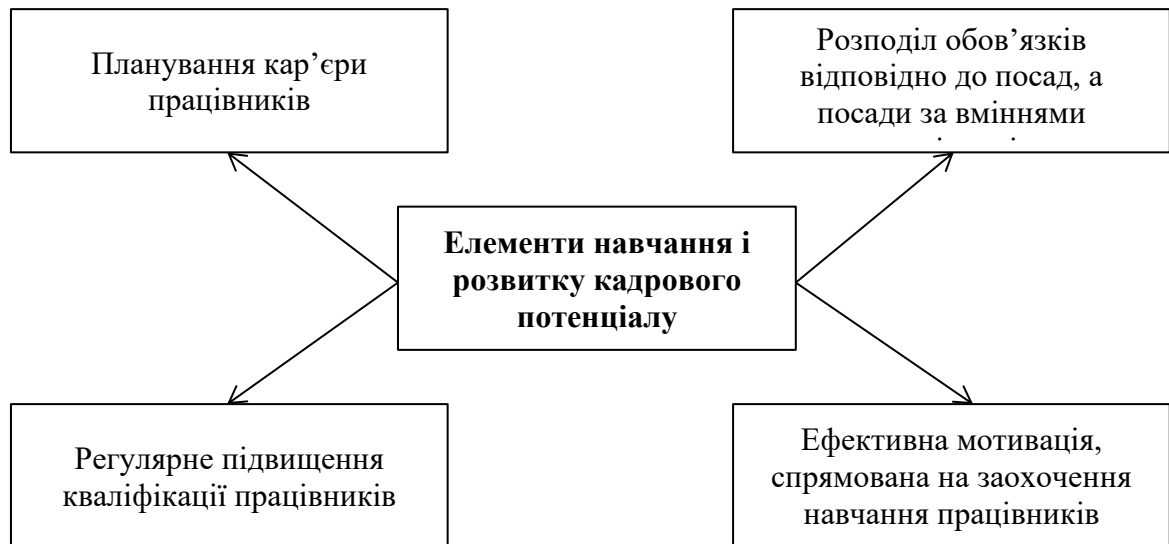 Планування кар’єри
працівників
Розподіл обов’язків
відповідно до посад, а
посади за вміннями
Елементи навчання і
розвитку кадрового
потенціалу
Регулярне підвищення
кваліфікації працівників
Ефективна мотивація,
спрямована на заохочення
навчання працівників